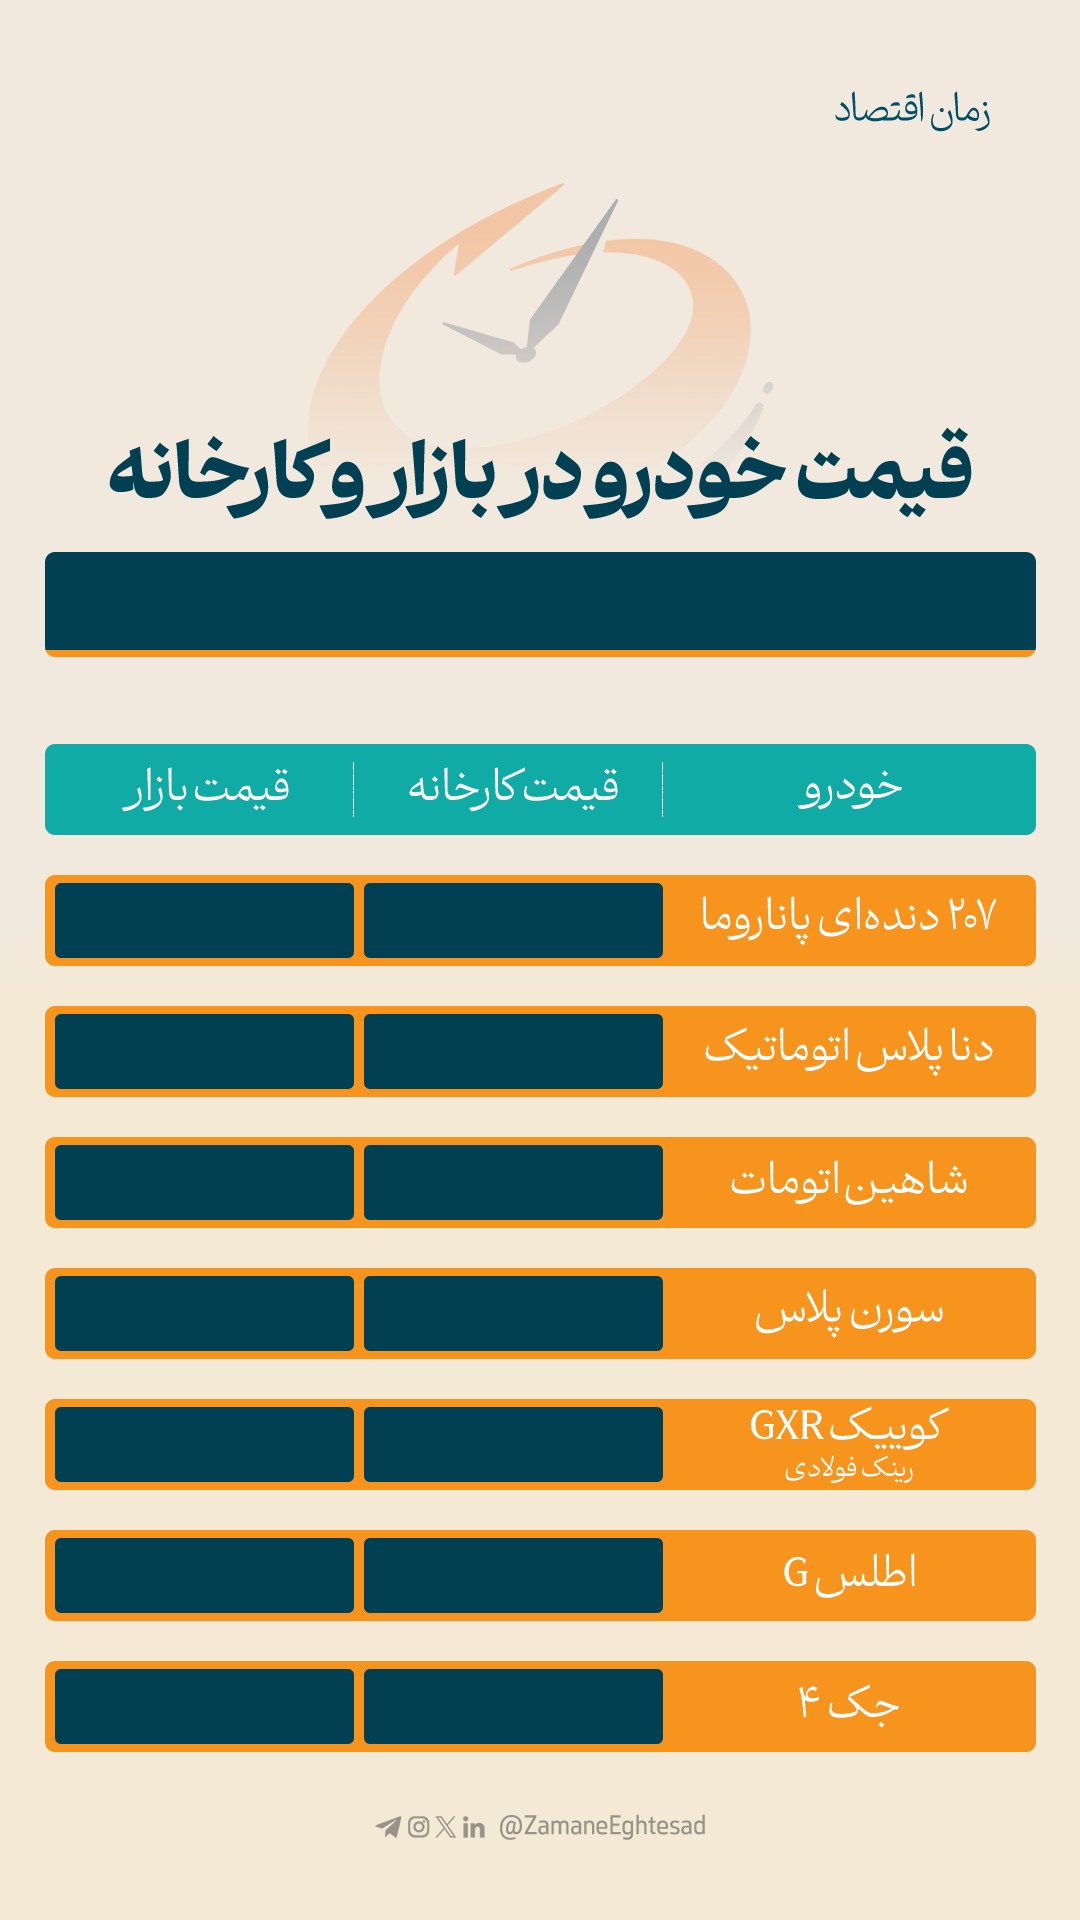 زمان اقتصاد
قیمت خودرو در بازار و کارخانه
خودرو
قیمت کارخانه
قیمت بازار
۲۰۷ دنده‌ای پاناروما
دنا پلاس اتوماتیک
شاهین اتومات
سورن پلاس
کوییک GXR
رینک فولادی
اطلس G
جک ۴
@ZamaneEghtesad